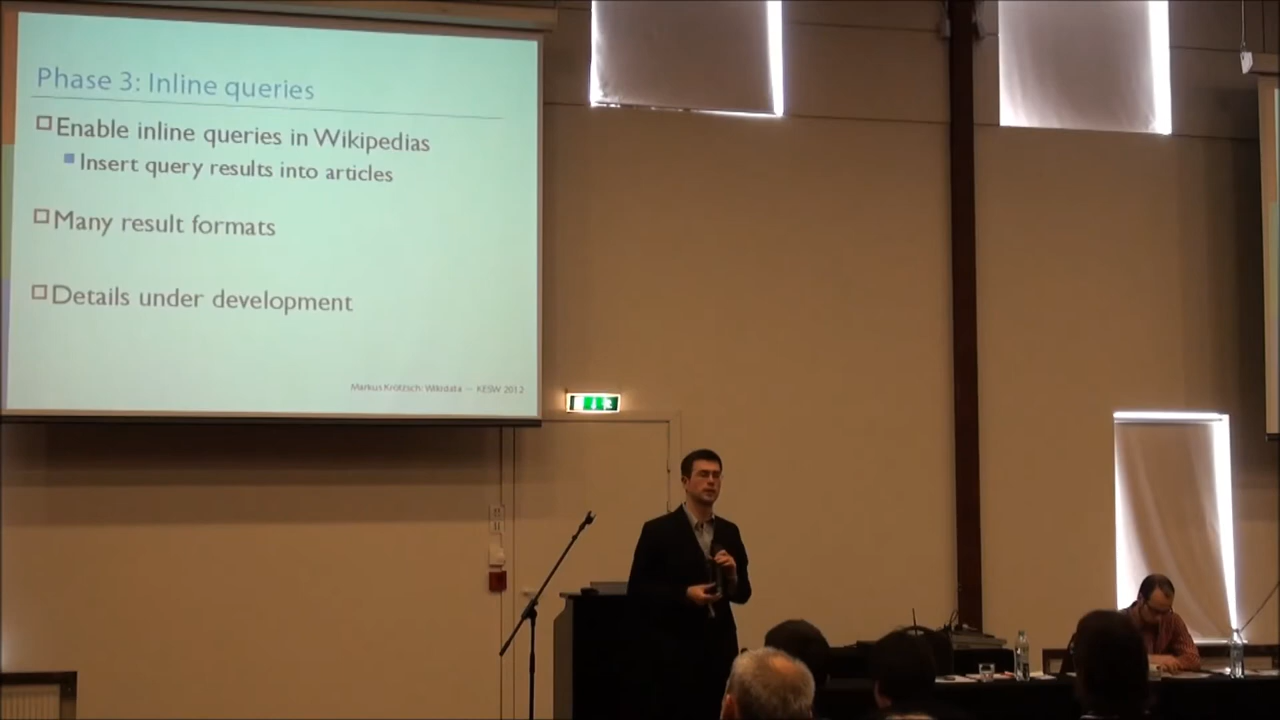 Phase 3: Inline queries
Enable inline queries in Wikipedias
Insert query results into articles
Many result formats
Details under development
Markus Krötzsch: Wikidata — KESW 2012